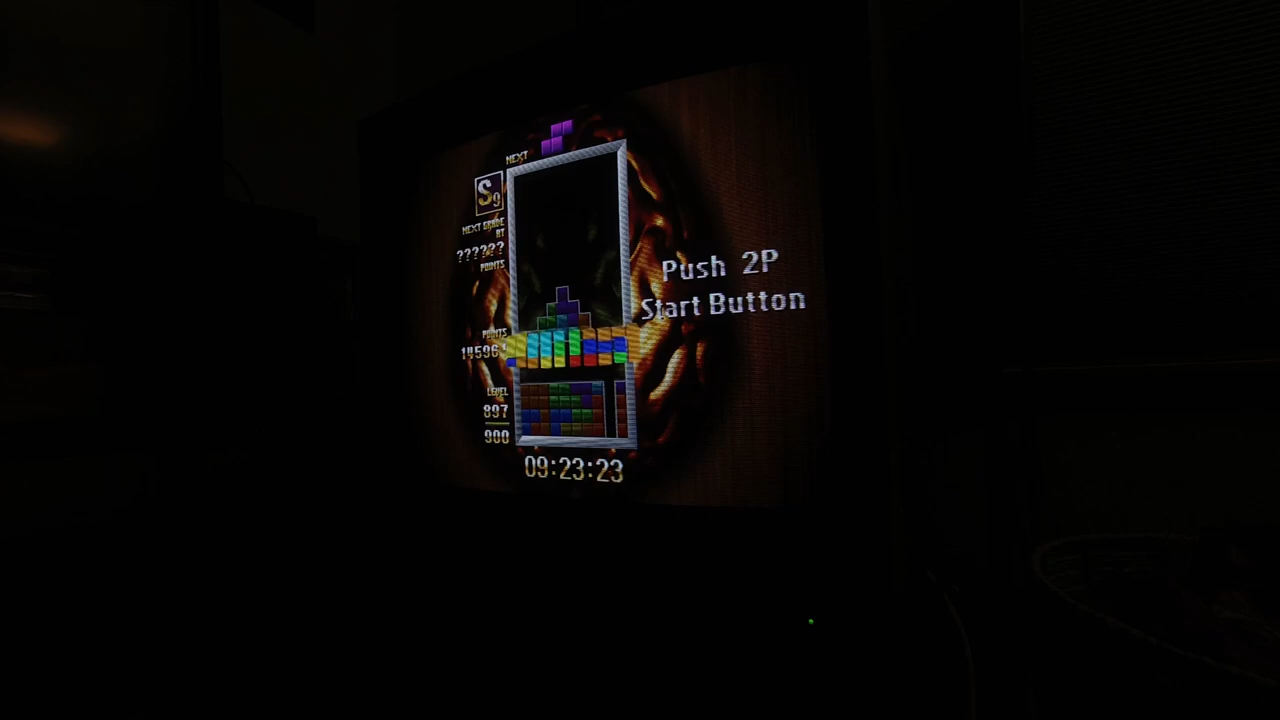 NEXT
S9
NEXT GRADE
AT
??????
POINTS
Push 2P
Start Button
POINTS
LEVEL
897
900
09:23:23